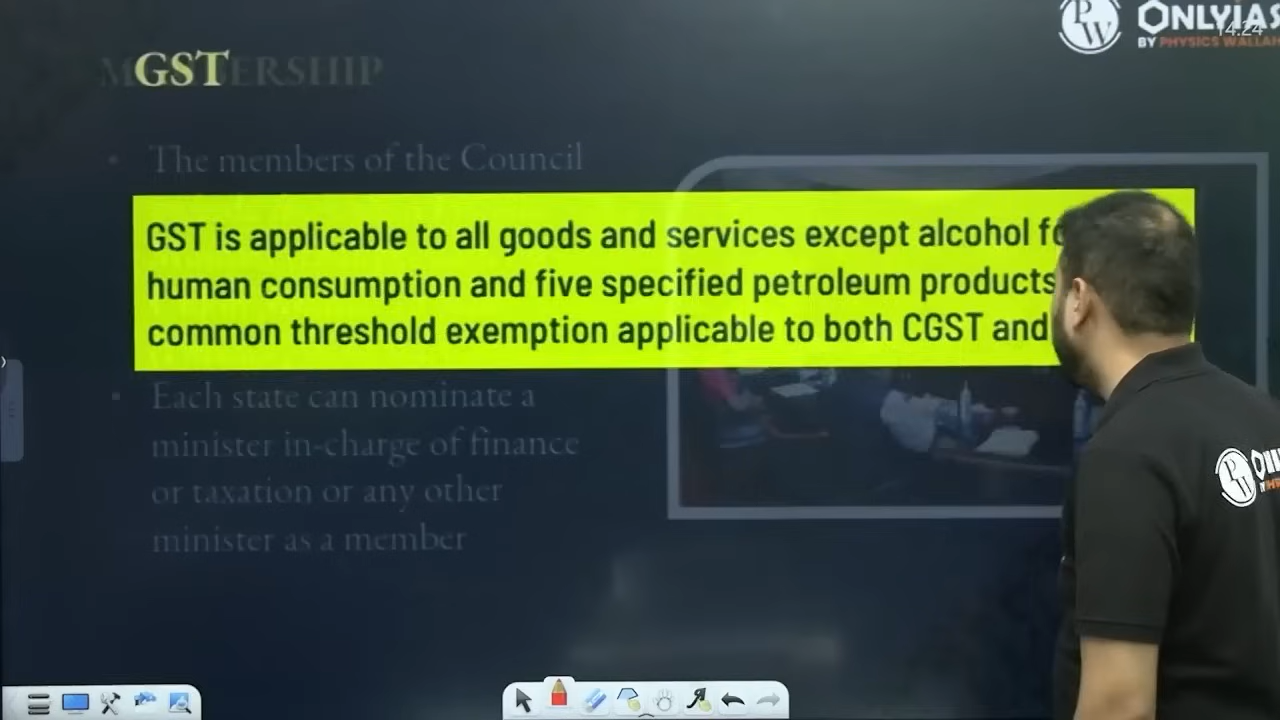 ONLYIAS
14:24
BY PHYSICS WALLAH
GST
ERSHIP
The members of the Council
GST is applicable to all goods and services except alcohol fo
human consumption and five specified petroleum products
common threshold exemption applicable to both CGST and
Each state can nominate a
minister in-charge of finance
or taxation or any other
minister as a member
PW